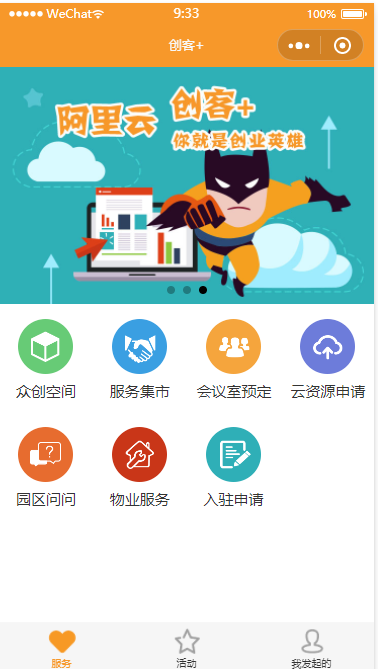 WeChat 9:33 100%
创客+
阿里云 创客+
你就是创业英雄
众创空间 服务集市 会议室预定 云资源申请
园区问问 物业服务 入驻申请
服务 活动 我发起的